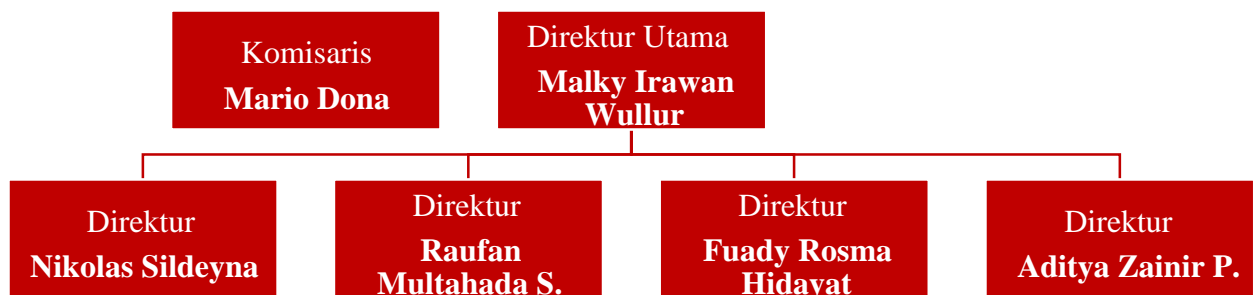 Komisaris
Mario Dona
Direktur Utama
Malky Irawan
Wullur
Direktur
Nikolas Sildeyna
Direktur
Raufan
Multahada S.
Direktur
Fuady Rosma
Hidayat
Direktur
Aditya Zainir P.